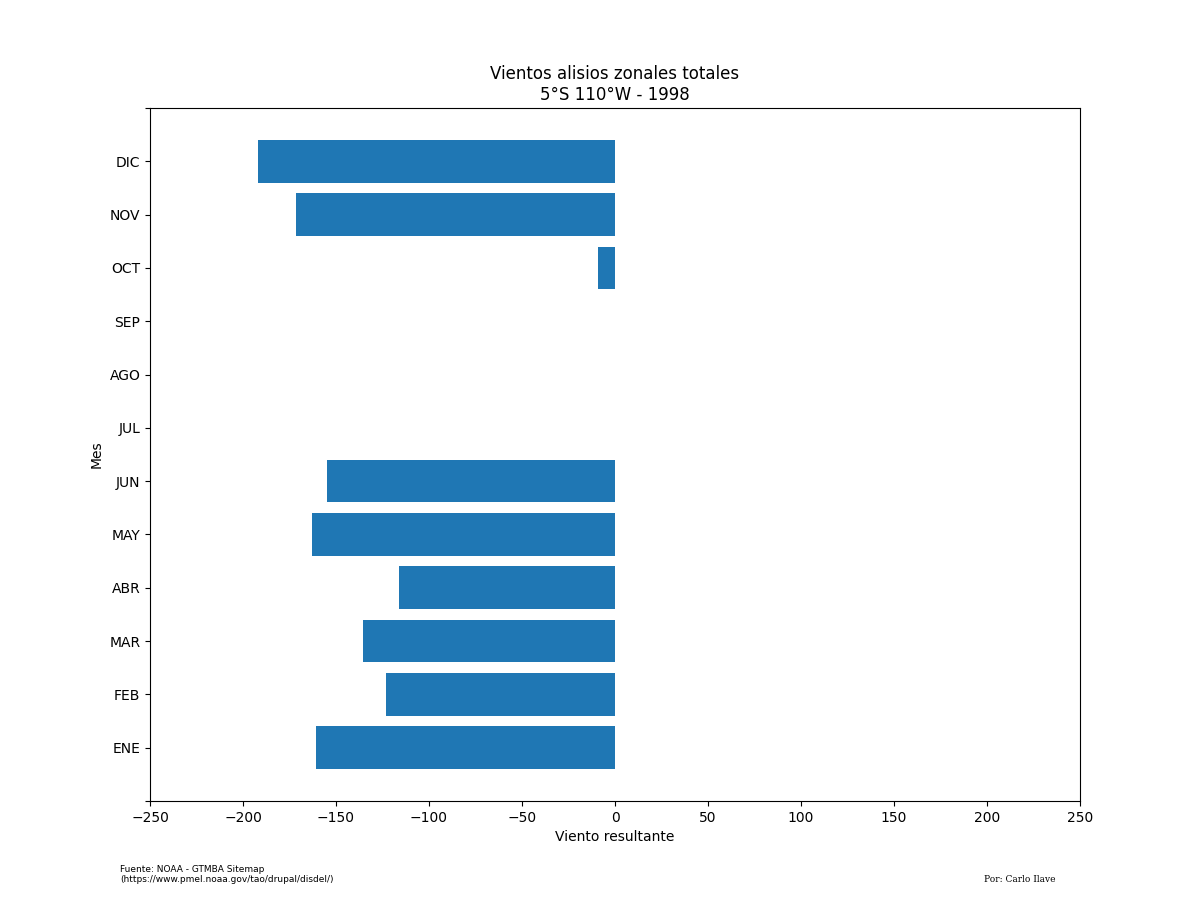 Vientos alisios zonales totales
5°S 110°W - 1998
DIC
NOV
OCT
SEP
AGO
JUL
Mes
JUN
MAY
ABR
MAR
FEB
ENE
−250 −200 −150 −100 −50 0 50 100 150 200 250
Viento resultante
Fuente: NOAA - GTMBA Sitemap
(https://www.pmel.noaa.gov/tao/drupal/disdel/)
Por: Carlo Ilave